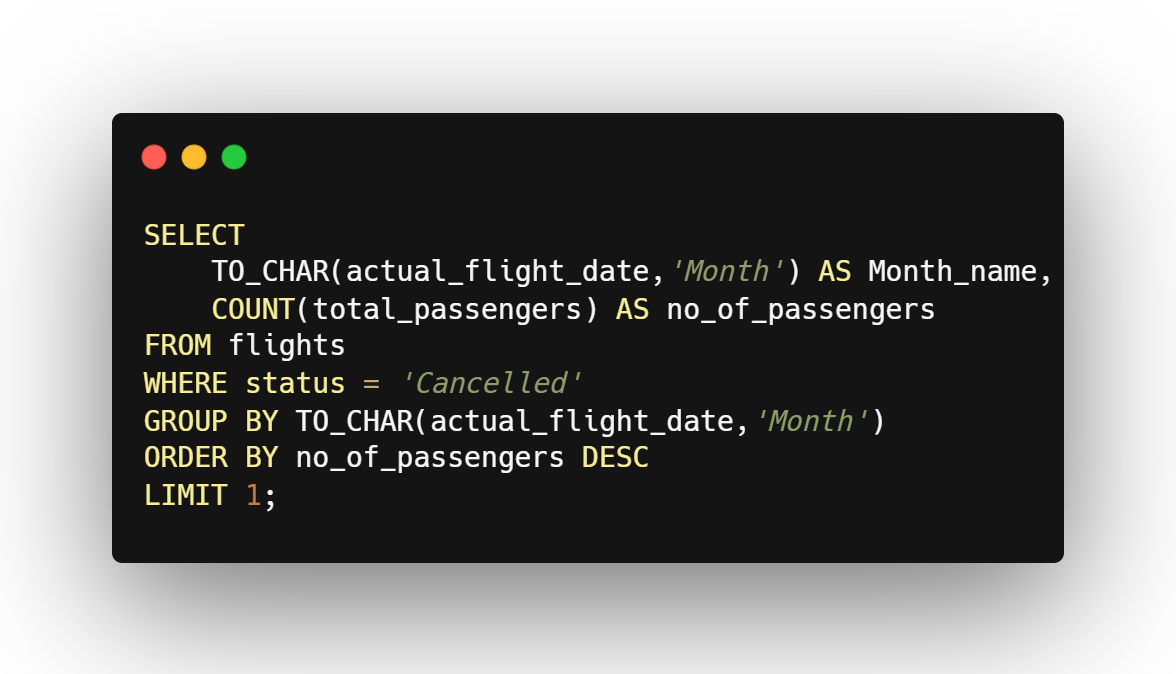 SELECT
    TO_CHAR(actual_flight_date,'Month') AS Month_name,
    COUNT(total_passengers) AS no_of_passengers
FROM flights
WHERE status = 'Cancelled'
GROUP BY TO_CHAR(actual_flight_date,'Month')
ORDER BY no_of_passengers DESC
LIMIT 1;